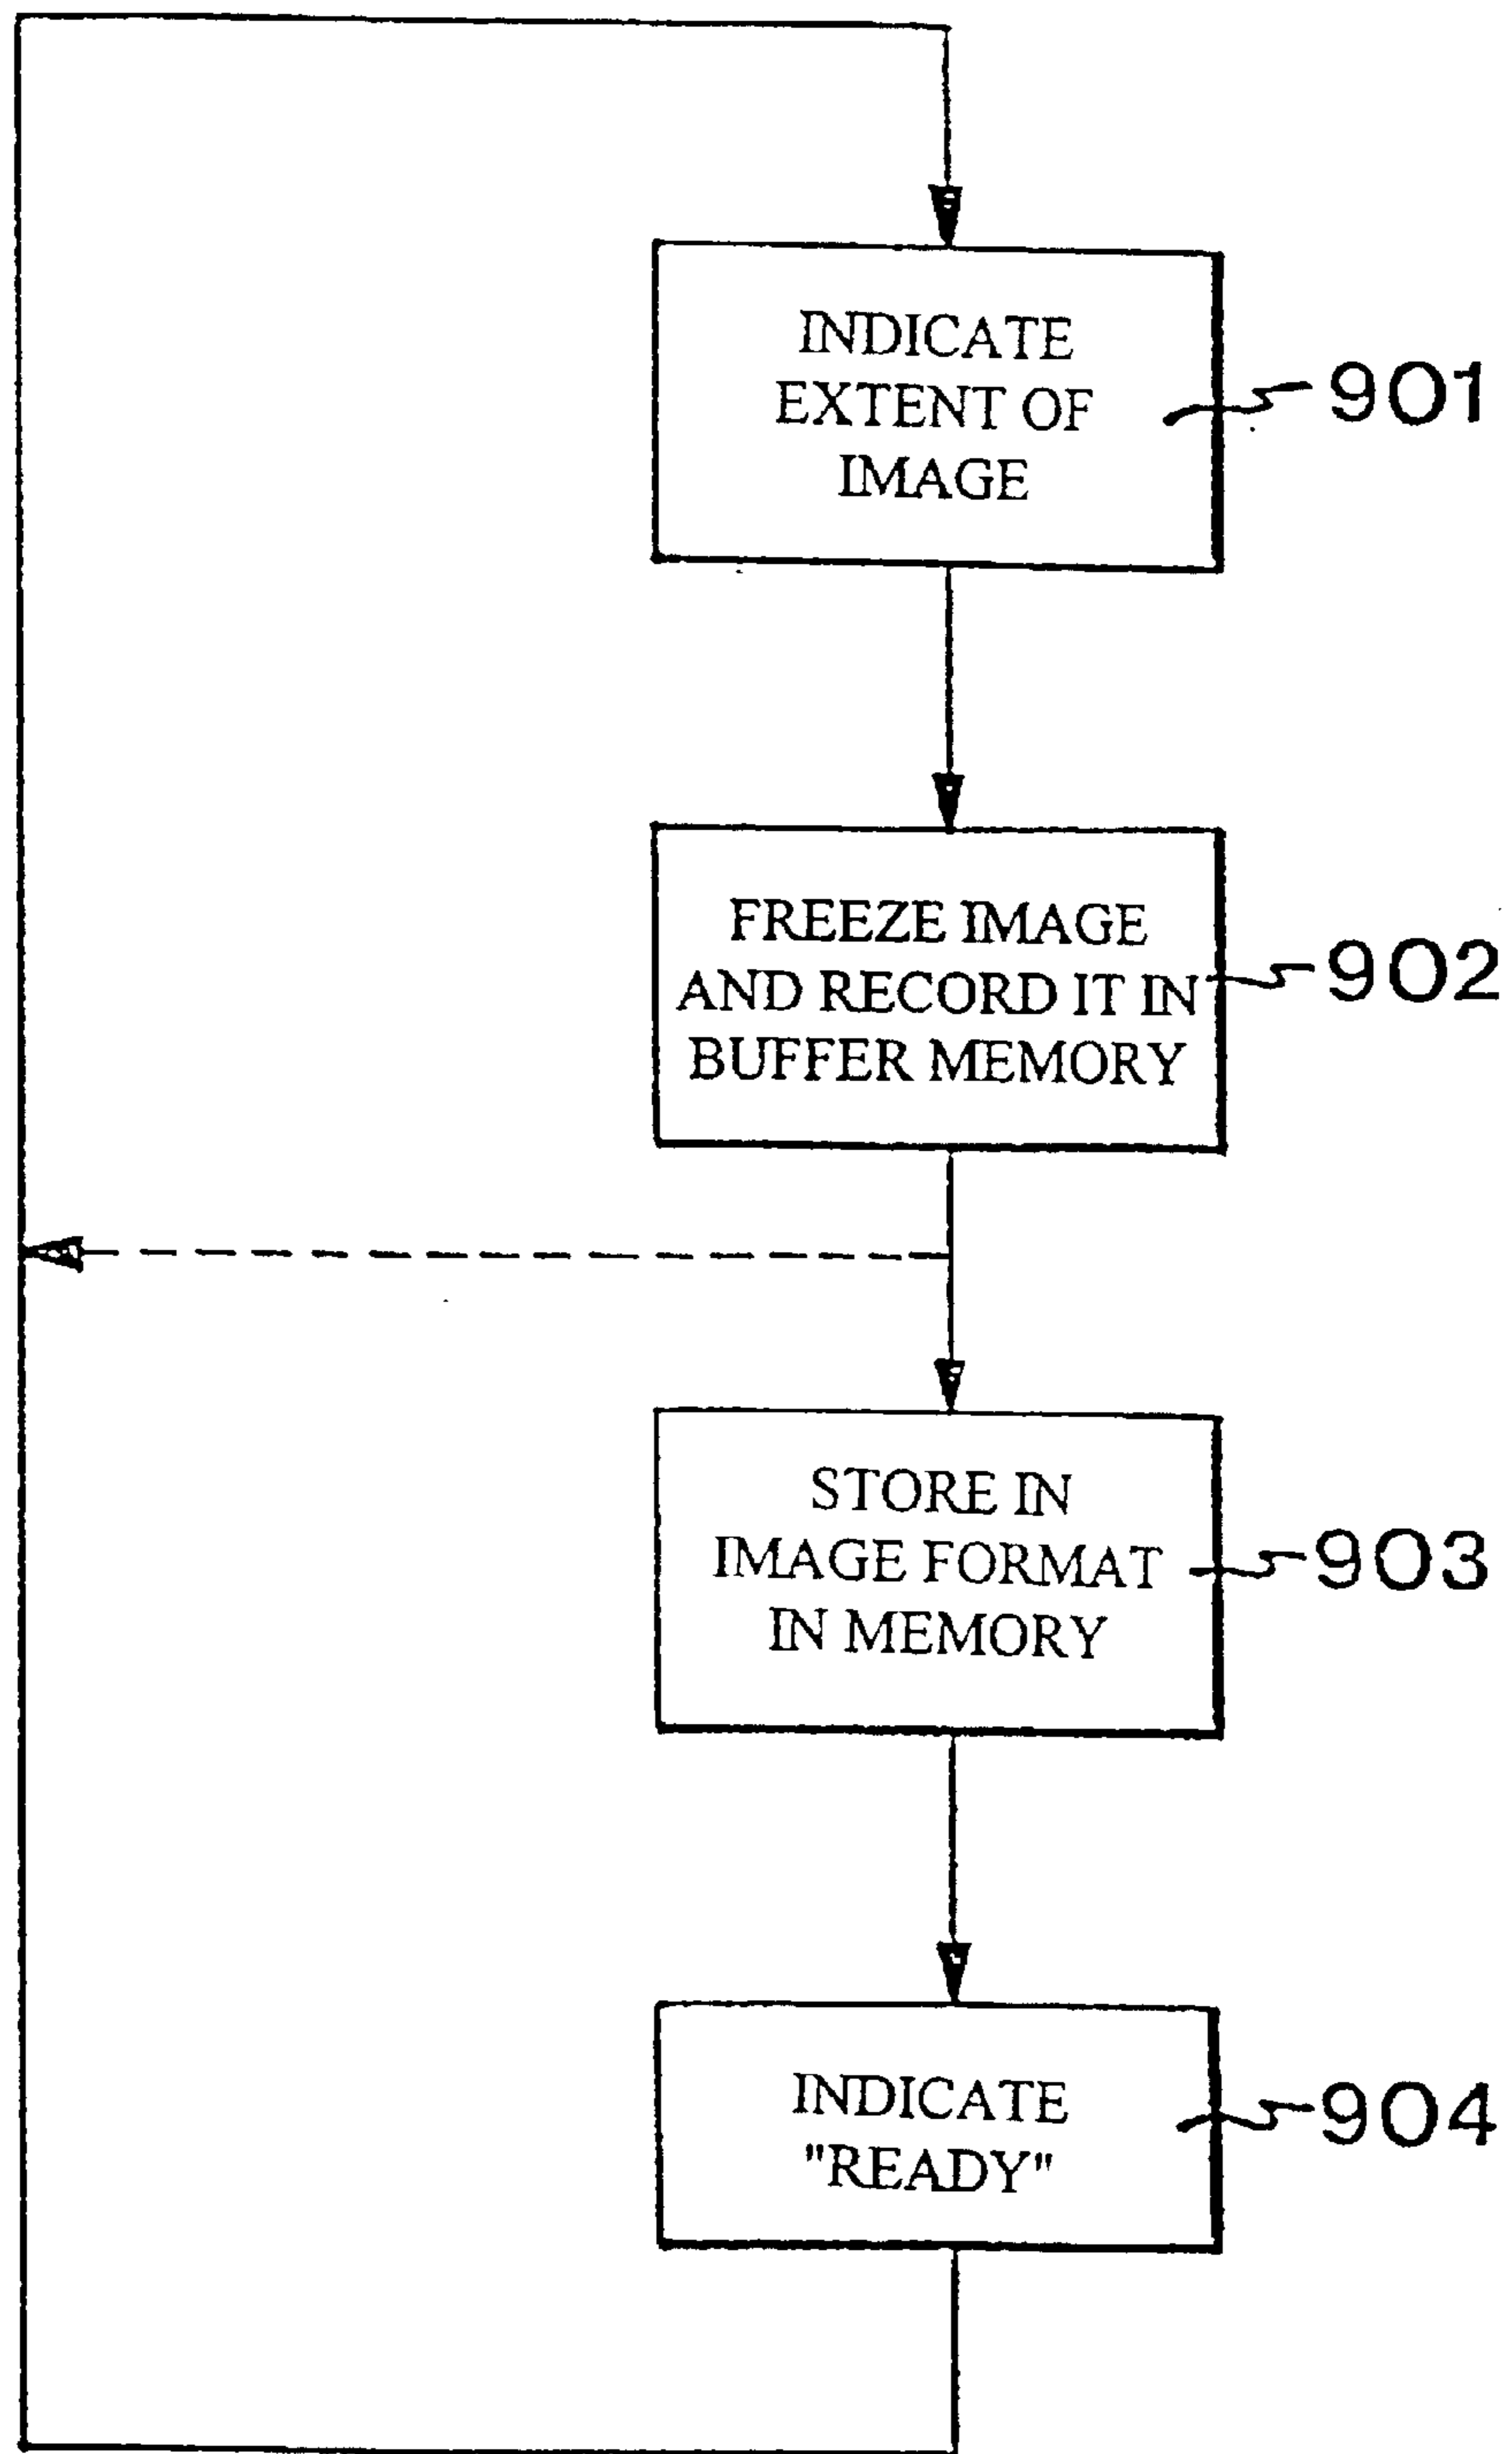 INDICATE
EXTENT OF
IMAGE
901
FREEZE IMAGE
AND RECORD IT IN
BUFFER MEMORY
902
STORE IN
IMAGE FORMAT
IN MEMORY
903
INDICATE
"READY"
904